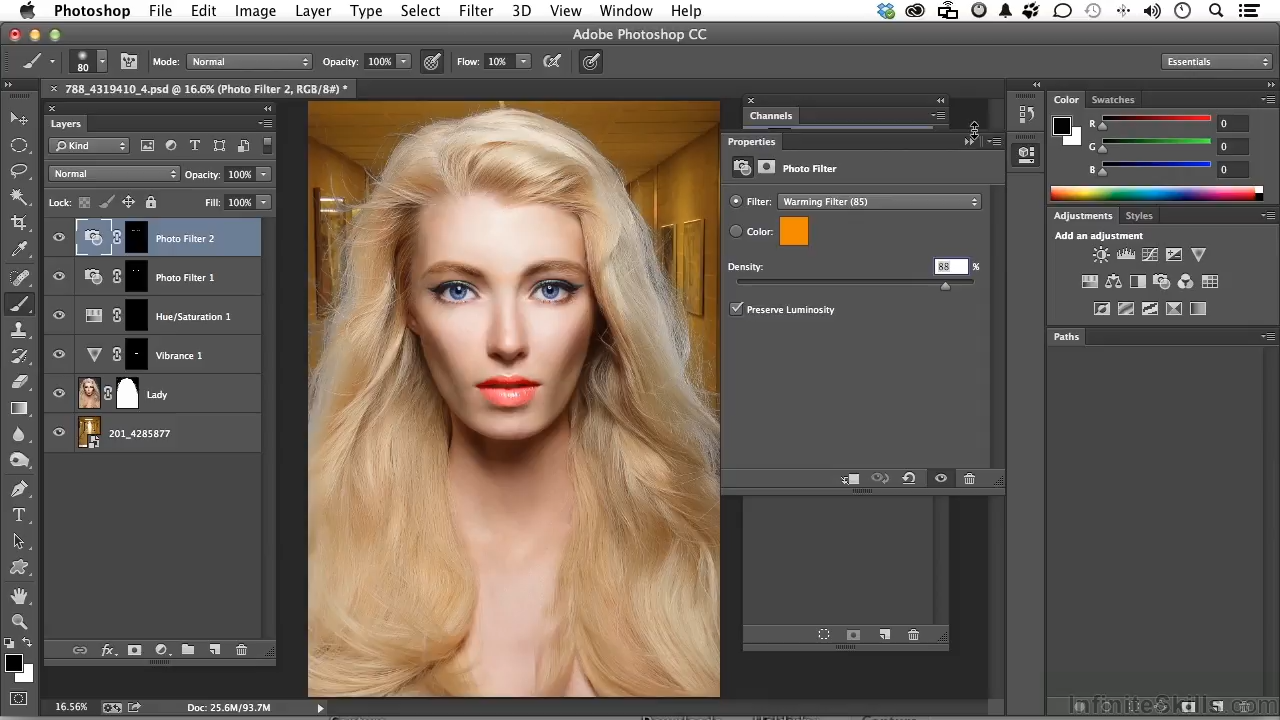 Photoshop File Edit Image Layer Type Select Filter 3D View Window Help
Adobe Photoshop CC
80 Mode: Normal Opacity: 100% Flow: 10% Essentials
788_4319410_4.psd @ 16.6% (Photo Filter 2, RGB/8#) *
Layers
Kind
Normal Opacity: 100%
Lock: Fill: 100%
Photo Filter 2
Photo Filter 1
Hue/Saturation 1
Vibrance 1
Lady
201_4285877
fx
T
16.56% Doc: 25.6M/93.7M
Channels
Properties
Photo Filter
Filter: Warming Filter (85)
Color:
Density: 88 %
Preserve Luminosity
Color Swatches
R 0
G 0
B 0
Adjustments Styles
Add an adjustment
Paths
InfiniteSkills.com